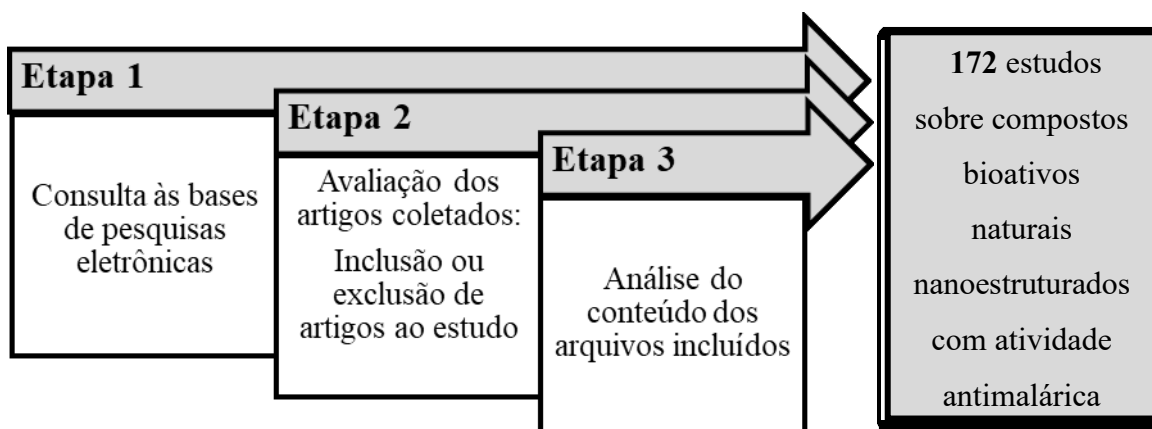 Etapa 1
Consulta às bases
de pesquisas
eletrônicas
Etapa 2
Avaliação dos
artigos coletados:
Inclusão ou
exclusão de
artigos ao estudo
Etapa 3
Análise do
conteúdo dos
arquivos incluídos
172 estudos
sobre compostos
bioativos
naturais
nanoestruturados
com atividade
antimalárica